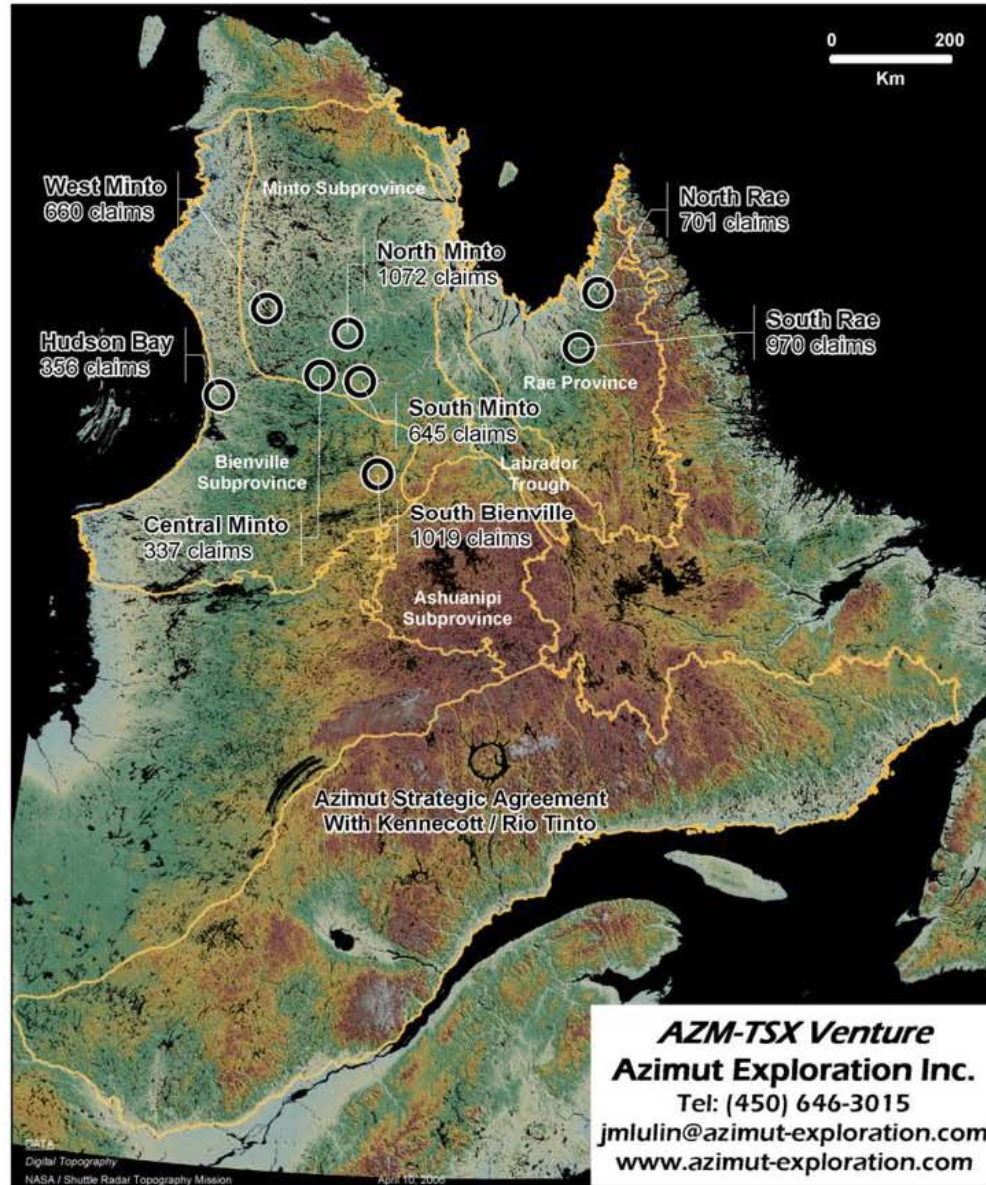 0 200
Km
West Minto
660 claims
Minto Subprovince
North Rae
701 claims
North Minto
1072 claims
South Rae
970 claims
Hudson Bay
356 claims
Rae Province
South Minto
645 claims
Bienville
Subprovince
Labrador
Trough
Central Minto
337 claims
South Bienville
1019 claims
Ashuanipi
Subprovince
Azimut Strategic Agreement
With Kennecott / Rio Tinto
AZM-TSX Venture
Azimut Exploration Inc.
Tel: (450) 646-3015
jmlulin@azimut-exploration.com
www.azimut-exploration.com
DATA
Digital Topography
NASA / Shuttle Radar Topography Mission
April 10, 2006